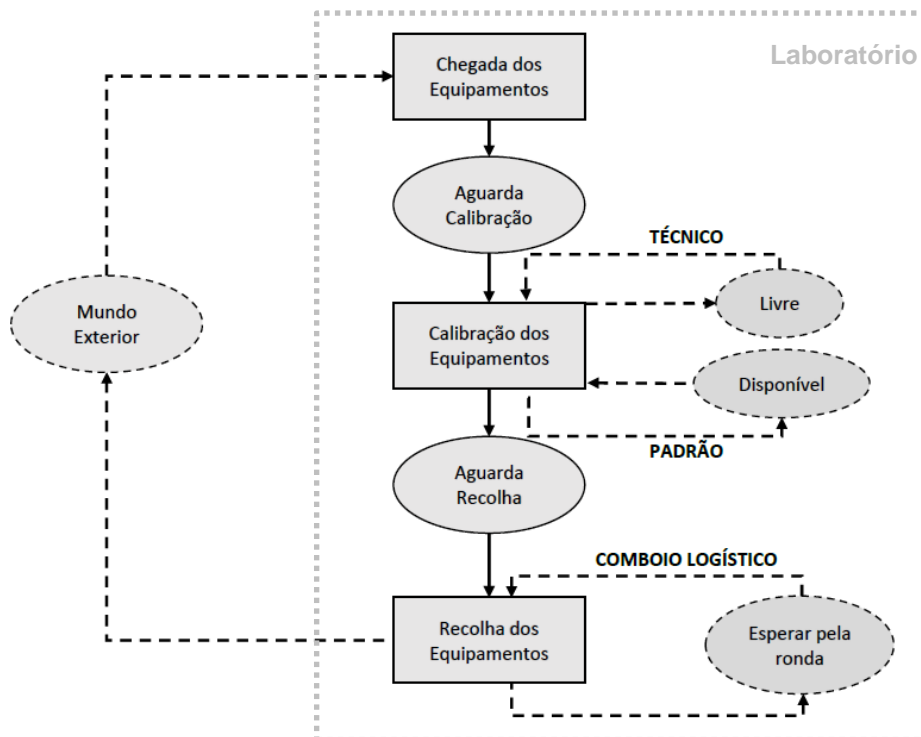 Laboratório
Chegada dos
Equipamentos
Aguarda
Calibração
TÉCNICO
Livre
Mundo
Exterior
Calibração dos
Equipamentos
Disponível
PADRÃO
Aguarda
Recolha
COMBOIO LOGÍSTICO
Recolha dos
Equipamentos
Esperar pela
ronda